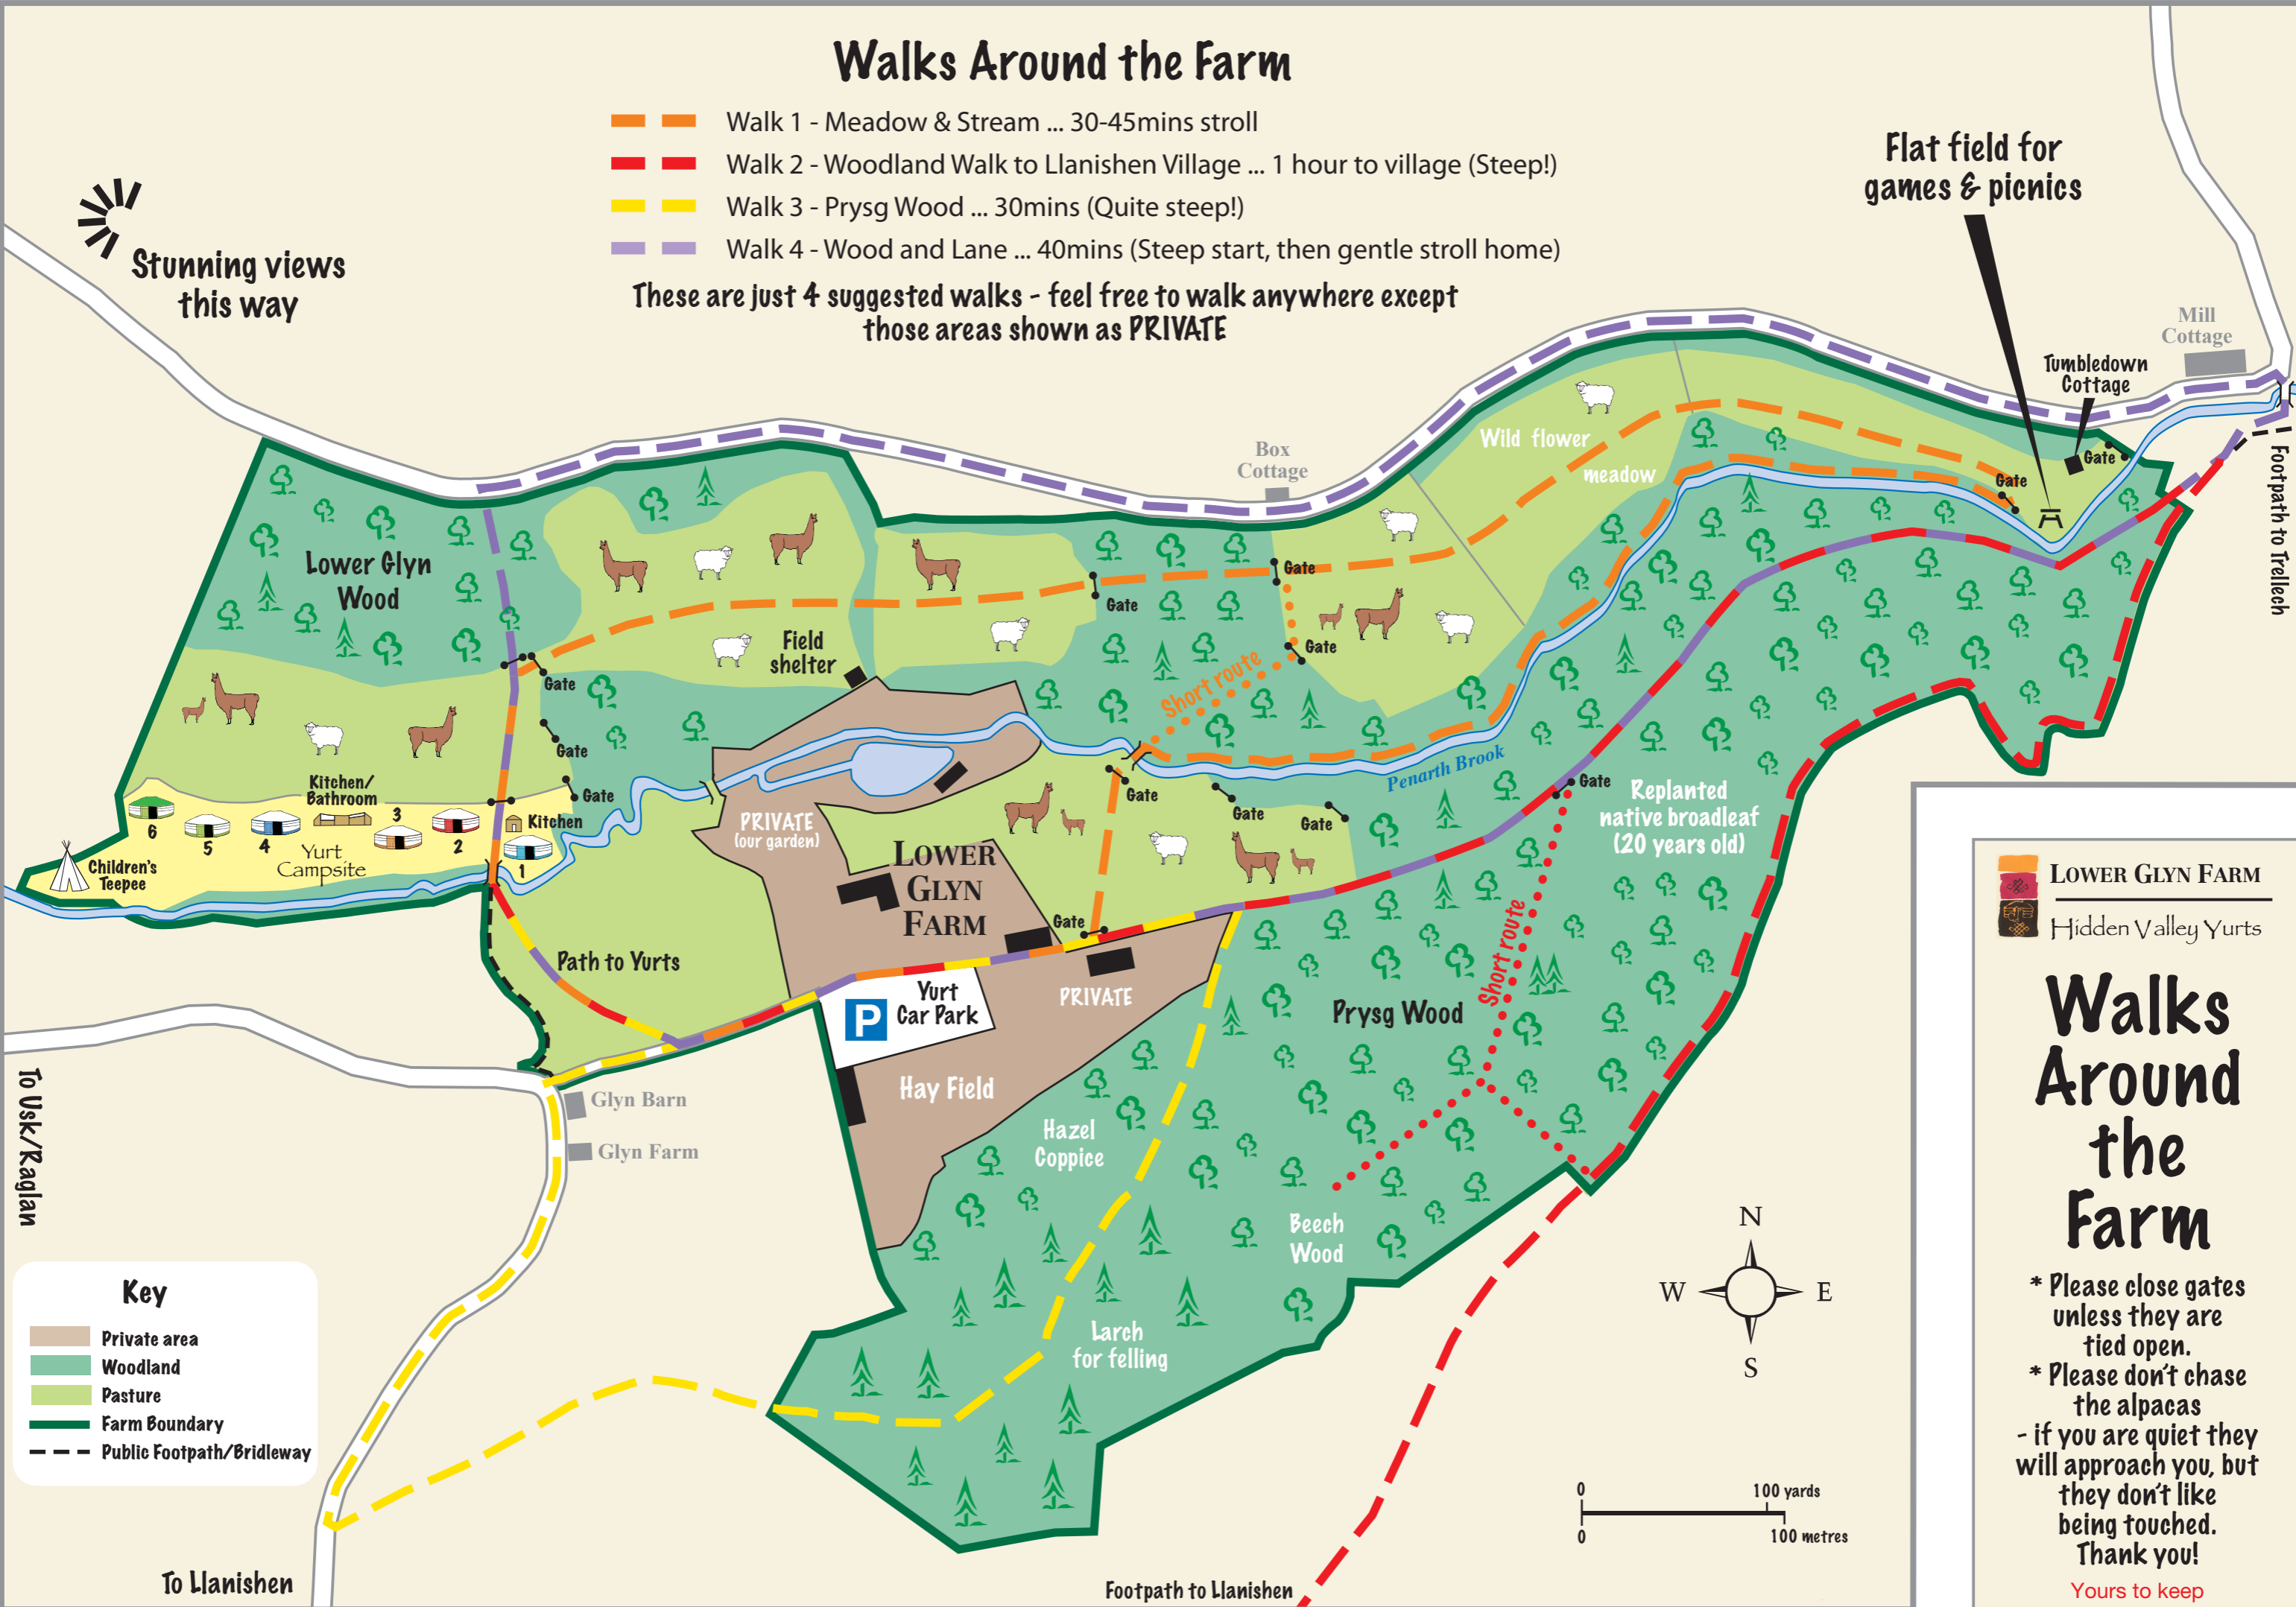 Walks Around the Farm
Walk 1 - Meadow & Stream ... 30-45mins stroll
Walk 2 - Woodland Walk to Llanishen Village ... 1 hour to village (Steep!)
Walk 3 - Prysg Wood ... 30mins (Quite steep!)
Walk 4 - Wood and Lane ... 40mins (Steep start, then gentle stroll home)
These are just 4 suggested walks - feel free to walk anywhere except
those areas shown as PRIVATE
Stunning views
this way
Flat field for
games & picnics
Mill
Cottage
Tumbledown
Cottage
Gate
Gate
Footpath to Trellech
Box
Cottage
Wild flower
meadow
Lower Glyn
Wood
Gate
Gate
Gate
Short route
Field
shelter
Gate
Gate
Gate
Kitchen/
Bathroom
Kitchen
6
5
4
3
2
1
Yurt
Campsite
Children's
Teepee
PRIVATE
(our garden)
LOWER
GLYN
FARM
Penarth Brook
Gate
Gate
Gate
Gate
Gate
Replanted
native broadleaf
(20 years old)
Path to Yurts
P
Yurt
Car Park
PRIVATE
Hay Field
Short route
Prysg Wood
Hazel
Coppice
Beech
Wood
Larch
for felling
Glyn Barn
Glyn Farm
To Usk/Raglan
To Llanishen
Footpath to Llanishen
Key
Private area
Woodland
Pasture
Farm Boundary
Public Footpath/Bridleway
N
W
E
S
0
100 yards
0
100 metres
LOWER GLYN FARM
Hidden Valley Yurts
Walks
Around
the
Farm
* Please close gates
unless they are
tied open.
* Please don't chase
the alpacas
- if you are quiet they
will approach you, but
they don't like
being touched.
Thank you!
Yours to keep